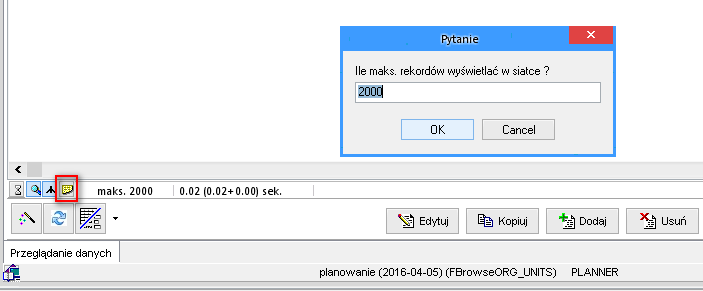 Pytanie
Ile maks. rekordów wyświetlać w siatce ?
2000
OK Cancel
maks. 2000 0.02 (0.02+0.00) sek.
Edytuj Kopiuj Dodaj Usuń
Przeglądanie danych
planowanie (2016-04-05) (FBrowseORG_UNITS) PLANNER